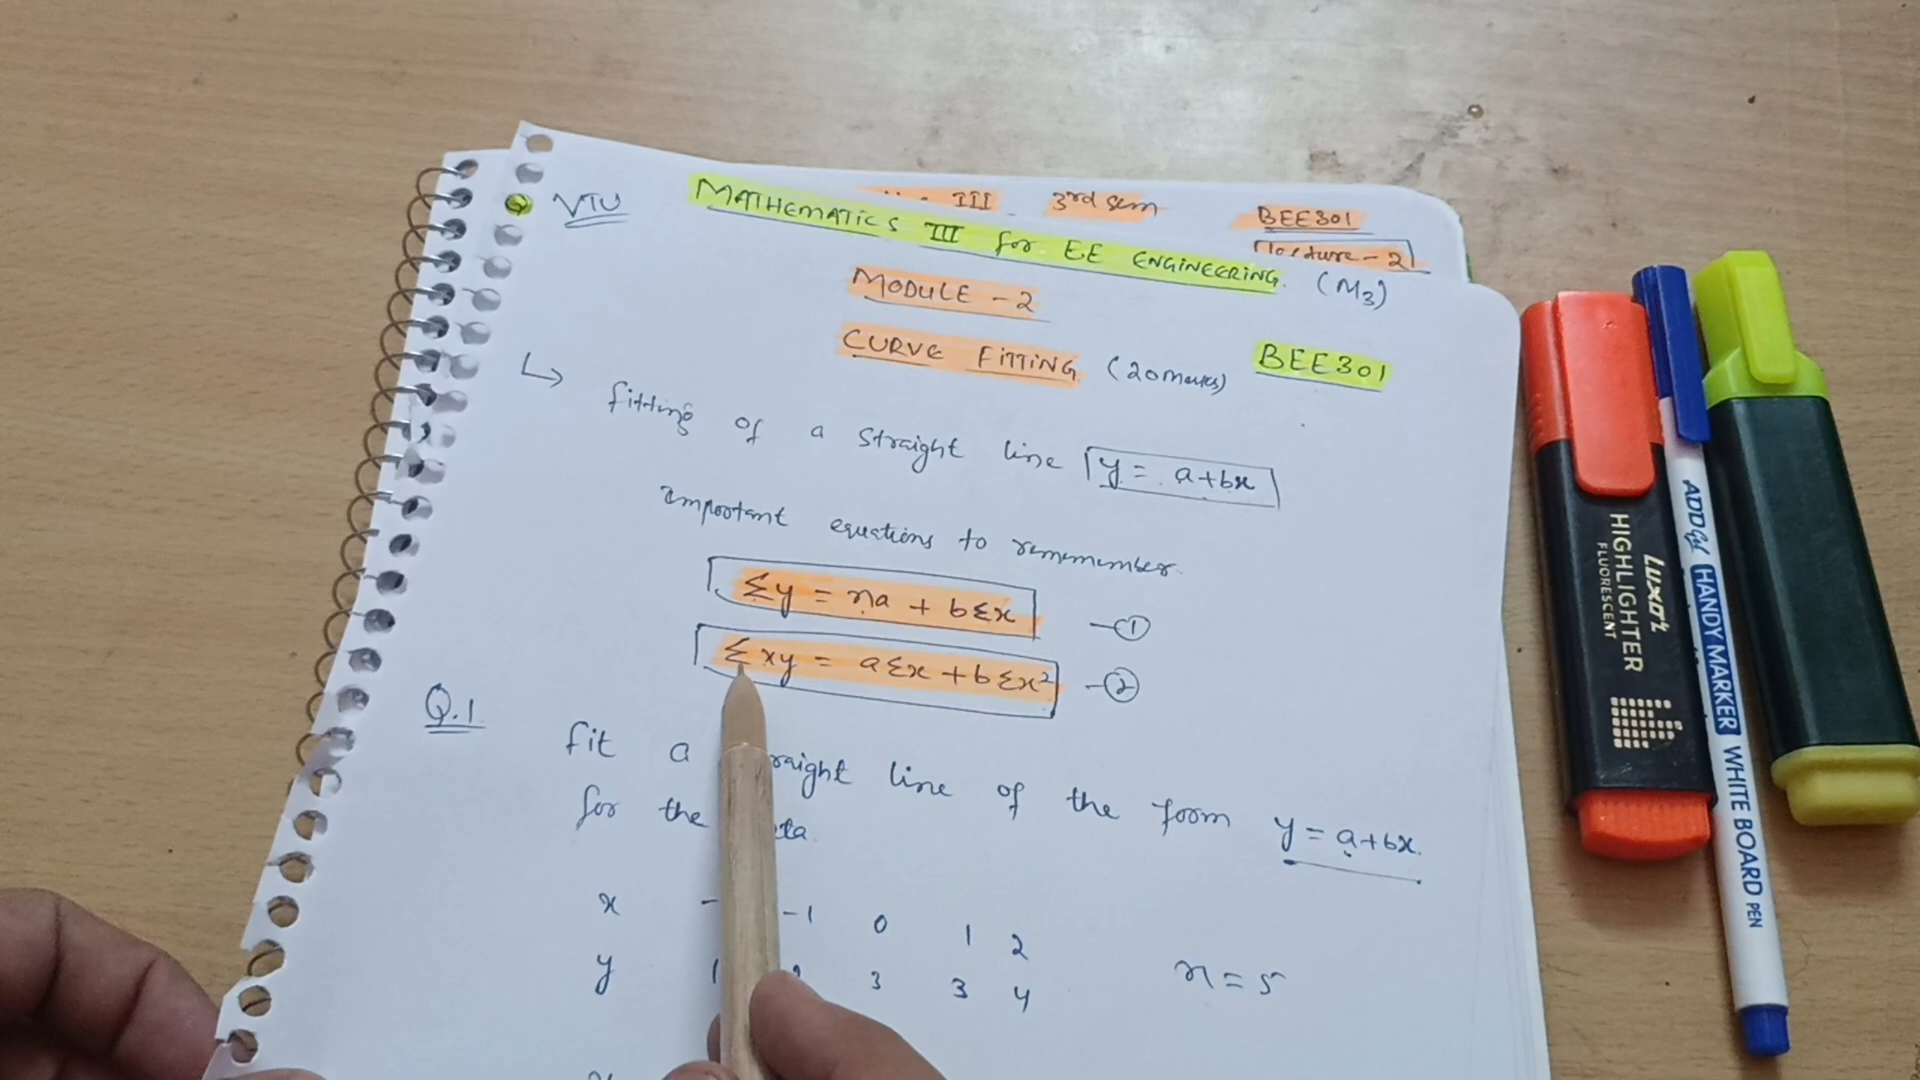 III 3rd sem BEE301
VTU MATHEMATICS III for EE ENGINEERING. (M3)
lecture-2
MODULE-2
CURVE FITTING (20marks) BEE301
↳ fitting of a straight line y = a+bx
important equations to rememember.
Σy = na + bΣx -①
Σxy = aΣx + bΣx² -②
Q.1. fit a raight line of the form y = a+bx.
for the
x - -1 0 1 2
y 1 3 3 4 n = 5
Luxor
HIGHLIGHTER
FLUORESCENT
ADD Gel HANDY MARKER WHITE BOARD PEN